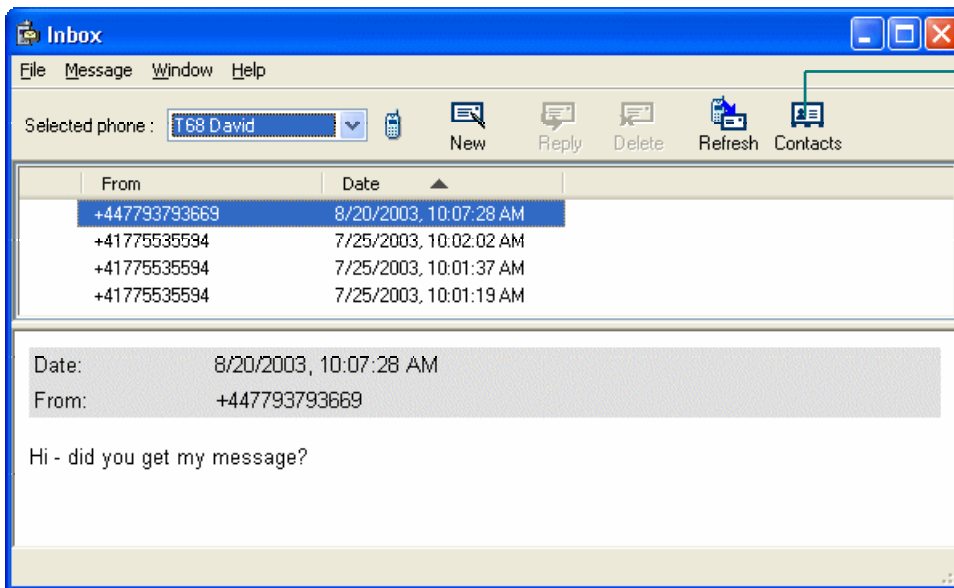 Inbox
File Message Window Help
Selected phone : T68 David
New Reply Delete Refresh Contacts
From Date
+447793793669 8/20/2003, 10:07:28 AM
+41775535594 7/25/2003, 10:02:02 AM
+41775535594 7/25/2003, 10:01:37 AM
+41775535594 7/25/2003, 10:01:19 AM
Date: 8/20/2003, 10:07:28 AM
From: +447793793669
Hi - did you get my message?